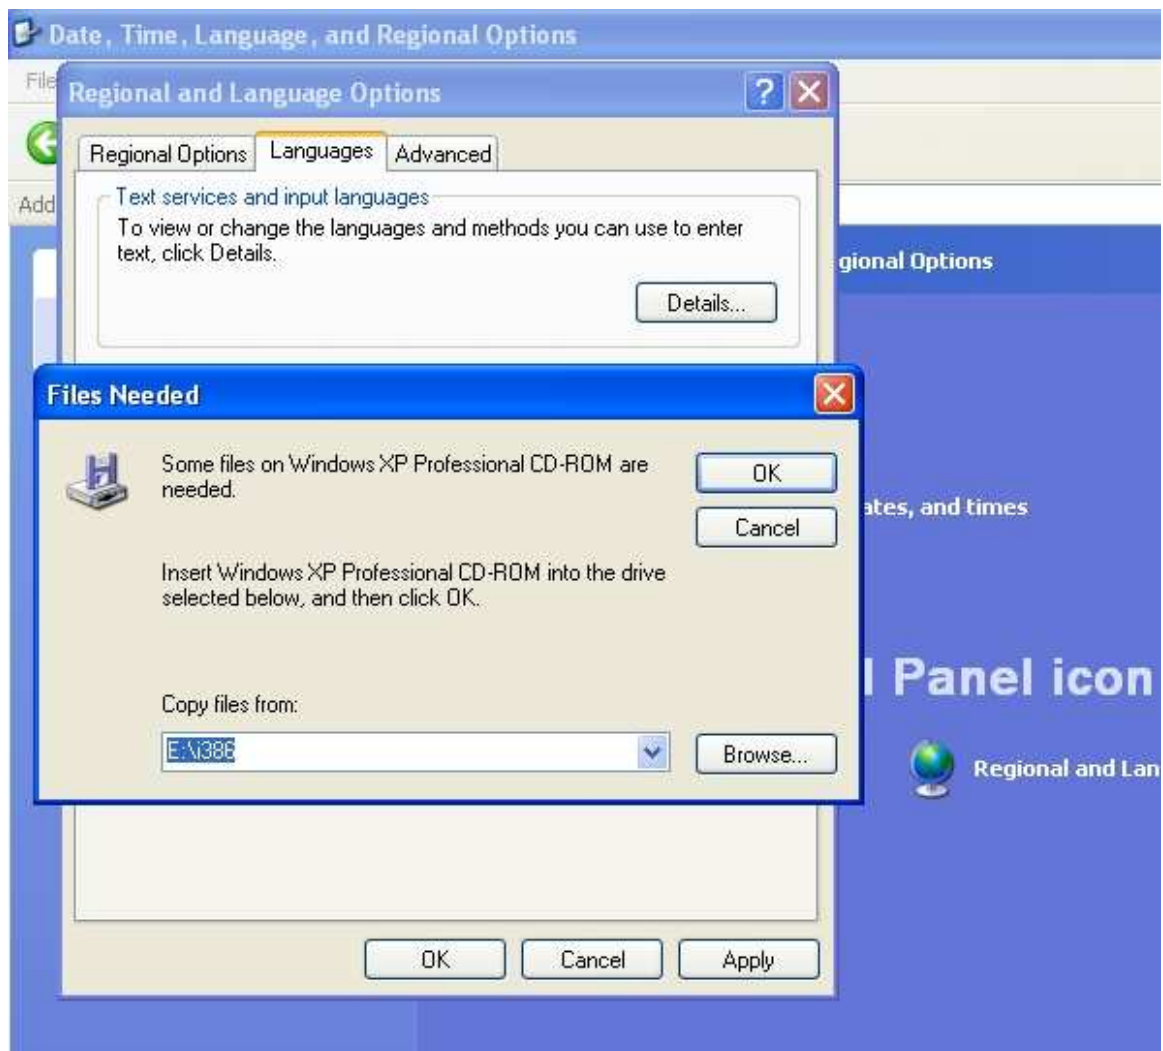 Date, Time, Language, and Regional Options
File
Regional and Language Options
Regional Options Languages Advanced
Add
Text services and input languages
To view or change the languages and methods you can use to enter
text, click Details.
gional Options
Details...
Files Needed
Some files on Windows XP Professional CD-ROM are
needed.
OK
Cancel
ates, and times
Insert Windows XP Professional CD-ROM into the drive
selected below, and then click OK.
l Panel icon
Copy files from:
E:\i386
Browse...
Regional and Lan
OK Cancel Apply